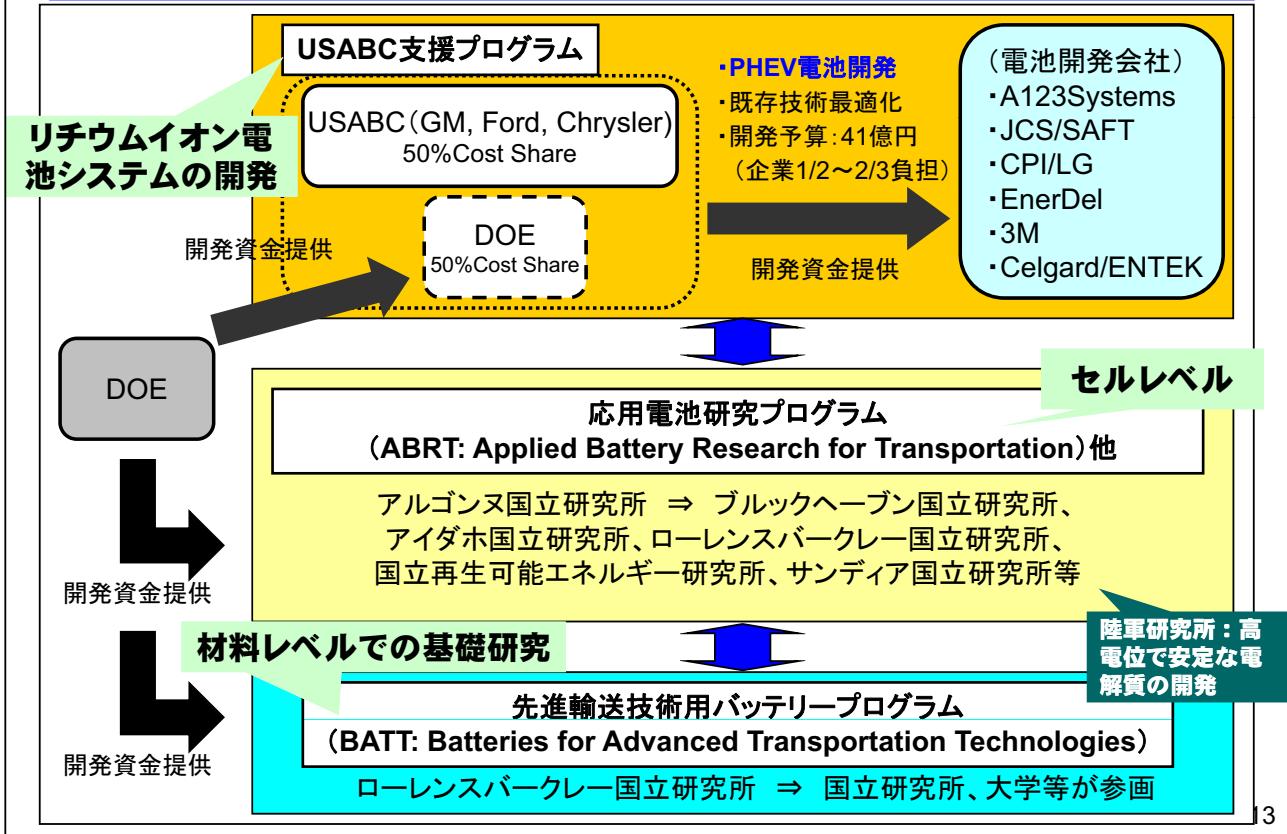 USABC支援プログラム
リチウムイオン電
池システムの開発
USABC(GM, Ford, Chrysler)
50%Cost Share
DOE
50%Cost Share
開発資金提供
・PHEV電池開発
・既存技術最適化
・開発予算:41億円
(企業1/2~2/3負担)
開発資金提供
(電池開発会社)
・A123Systems
・JCS/SAFT
・CPI/LG
・EnerDel
・3M
・Celgard/ENTEK
DOE
セルレベル
応用電池研究プログラム
(ABRT: Applied Battery Research for Transportation)他
アルゴンヌ国立研究所 ⇒ ブルックヘーブン国立研究所、
アイダホ国立研究所、ローレンスバークレー国立研究所、
国立再生可能エネルギー研究所、サンディア国立研究所等
開発資金提供
陸軍研究所:高
電位で安定な電
解質の開発
材料レベルでの基礎研究
先進輸送技術用バッテリープログラム
(BATT: Batteries for Advanced Transportation Technologies)
開発資金提供
ローレンスバークレー国立研究所 ⇒ 国立研究所、大学等が参画
13